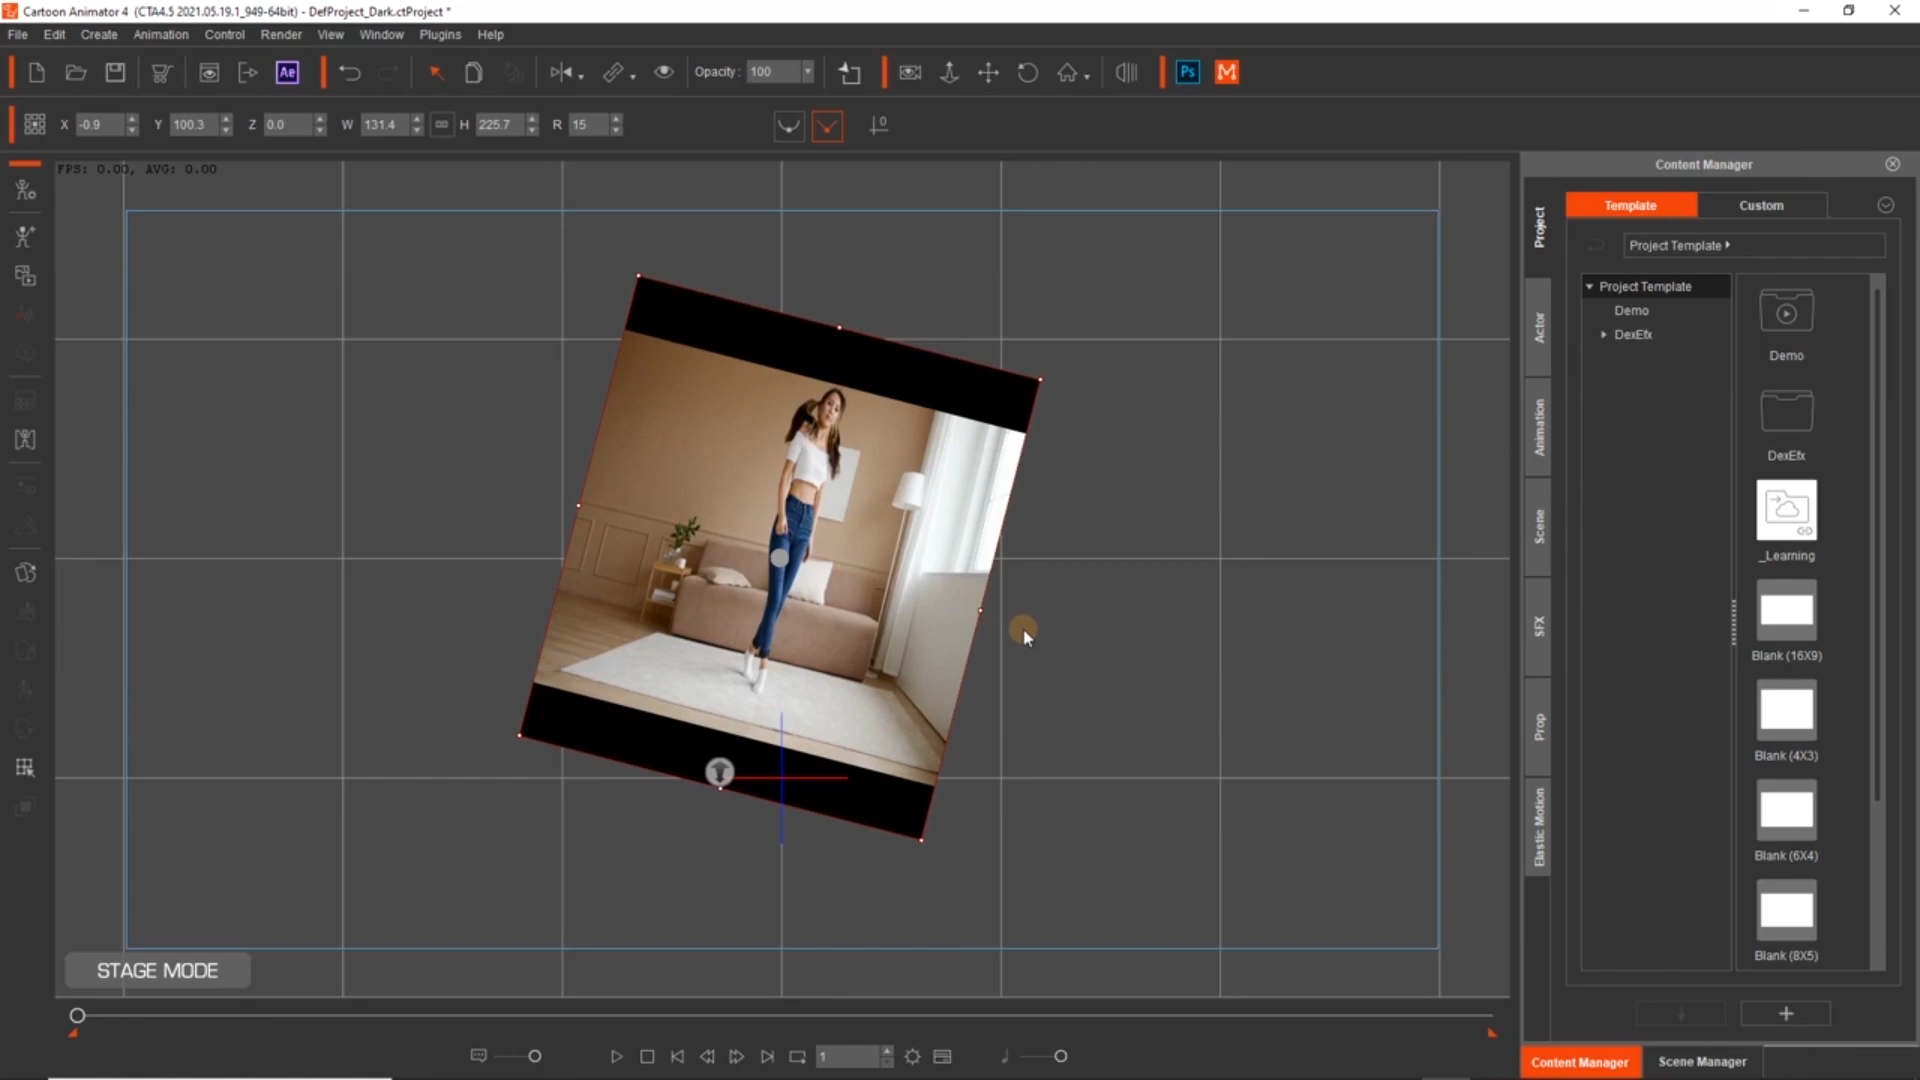 Cartoon Animator 4  (CTA4.5 2021.05.19.1_949-64bit) - DefProject_Dark.ctProject *
File Edit Create Animation Control Render View Window Plugins Help
Ae Opacity : 100 Ps M
X -0.9 Y 100.3 Z 0.0 W 131.4 H 225.7 R 15 0
FPS: 0.00, AVG: 0.00
STAGE MODE
1
Content Manager
Template Custom
Project Template
Project Template
Demo
DexEfx
Demo
DexEfx
_Learning
Blank (16X9)
Blank (4X3)
Blank (6X4)
Blank (8X5)
Project
Actor
Animation
Scene
SFX
Prop
Elastic Motion
Content Manager Scene Manager